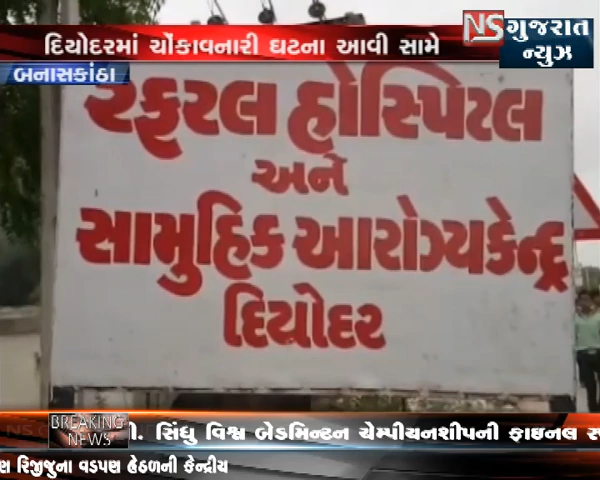 દિયોદરમાં ચોંકાવનારી ઘટના આવી સામે
NS ગુજરાત
ન્યુઝ
બનાસકાંઠા
રેફરલ હોસ્પિટલ
અને
સામુહિક આરોગ્યકેન્દ્ર
દિયોદર
BREAKING
NEWS
ી. સિંધુ વિશ્વ બેડમિન્ટન ચેમ્પીયનશીપની ફાઇનલ
રિજીજુના વડપણ હેઠળની કેન્દ્રીય